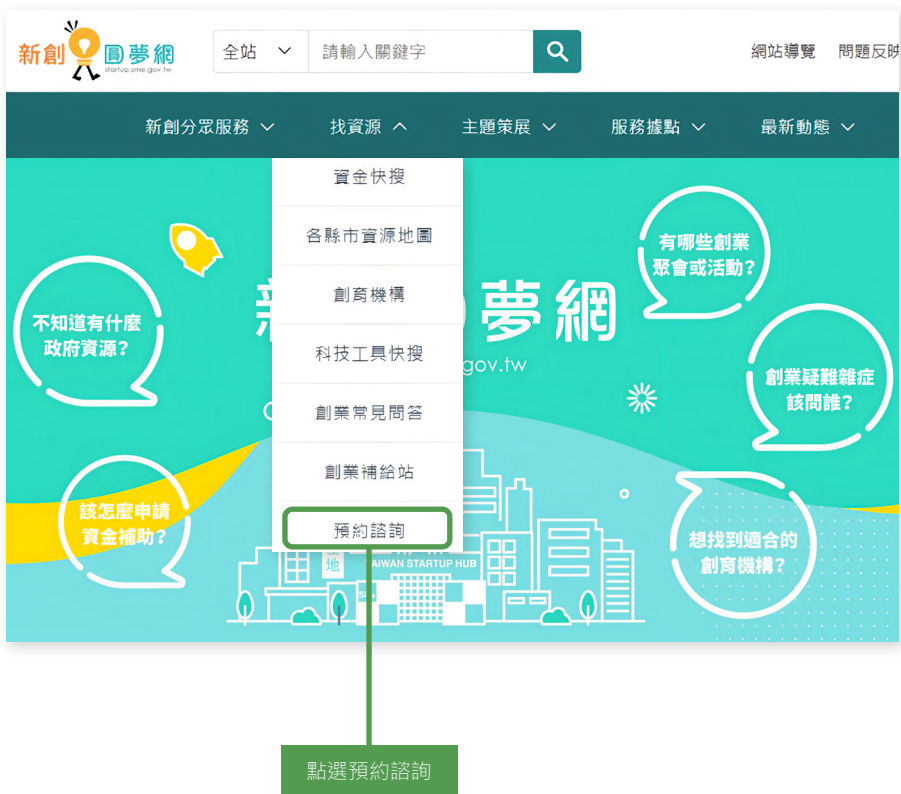 新創圓夢網
startup.sme.gov.tw
全站
請輸入關鍵字
網站導覽 問題反映
新創分眾服務 找資源 主題策展 服務據點 最新動態
資金快搜
各縣市資源地圖
創育機構
科技工具快搜
創業常見問答
創業補給站
預約諮詢
有哪些創業
聚會或活動?
不知道有什麼
政府資源?
夢網
gov.tw
創業疑難雜症
該問誰?
該怎麼申請
資金補助?
想找到適合的
創育機構?
地
AIWAN STARTUP HUB
點選預約諮詢